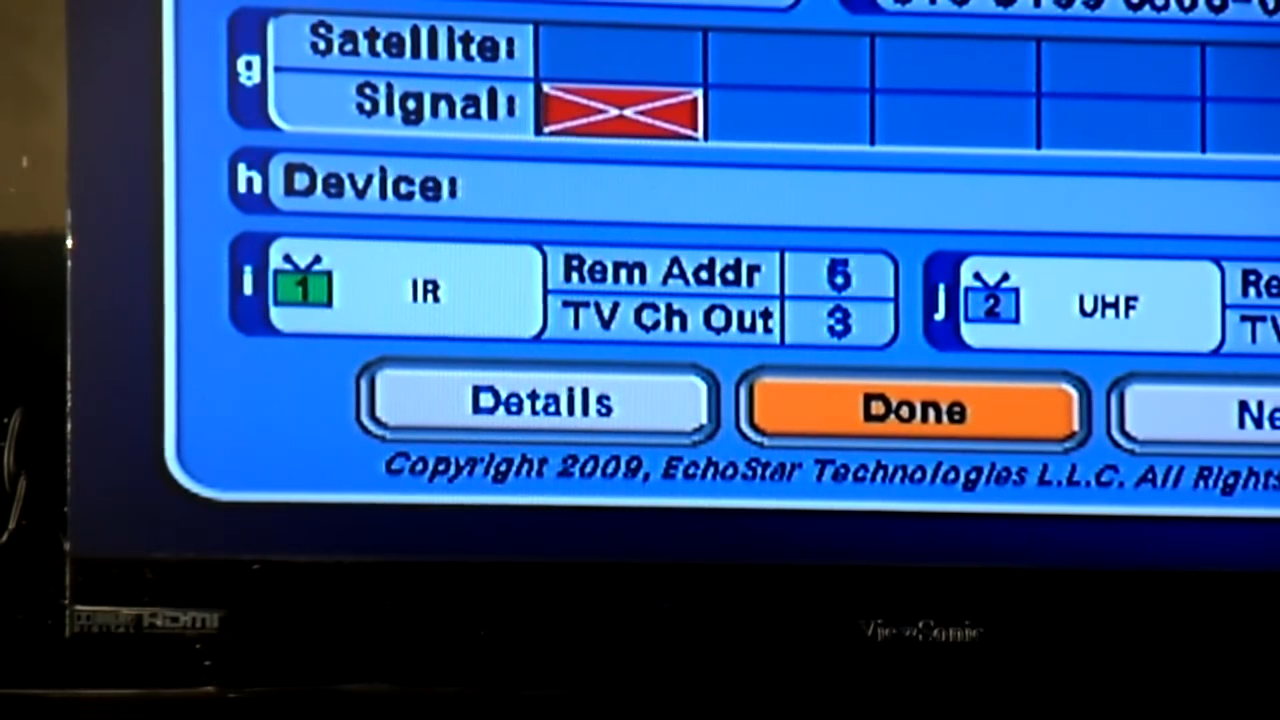 g Satellite:
Signal:
h Device:
i 1 IR Rem Addr 5
TV Ch Out 3
j 2 UHF
Details Done
Copyright 2009, EchoStar Technologies L.L.C. All Rights
HDMI
ViewSonic